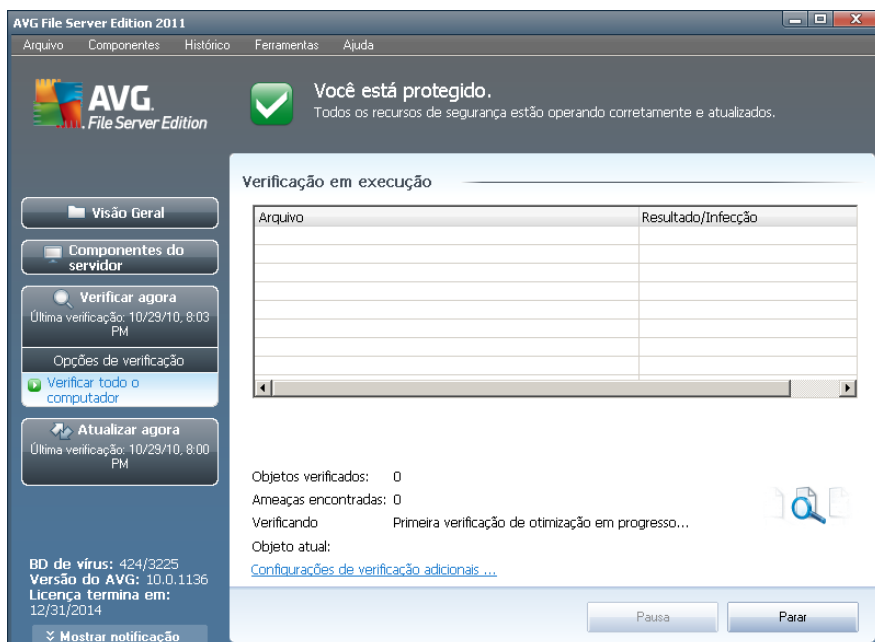 AVG File Server Edition 2011
Arquivo Componentes Histórico Ferramentas Ajuda
AVG.
File Server Edition
Você está protegido.
Todos os recursos de segurança estão operando corretamente e atualizados.
Visão Geral
Componentes do
servidor
Verificar agora
Última verificação: 10/29/10, 8:03
PM
Opções de verificação
Verificar todo o
computador
Atualizar agora
Última verificação: 10/29/10, 8:00
PM
BD de vírus: 424/3225
Versão do AVG: 10.0.1136
Licença termina em:
12/31/2014
Mostrar notificação
Verificação em execução
Arquivo Resultado/Infecção
Objetos verificados: 0
Ameaças encontradas: 0
Verificando Primeira verificação de otimização em progresso...
Objeto atual:
Configurações de verificação adicionais ...
Pausa Parar